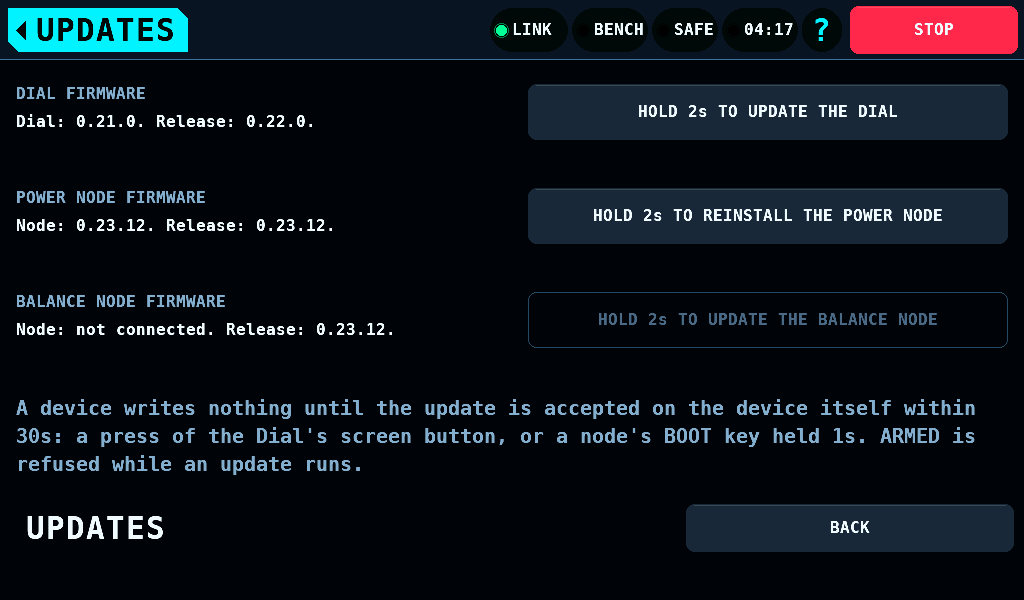 UPDATES
LINK
BENCH
SAFE
04:17
?
STOP
DIAL FIRMWARE
Dial: 0.21.0. Release: 0.22.0.
HOLD 2s TO UPDATE THE DIAL
POWER NODE FIRMWARE
Node: 0.23.12. Release: 0.23.12.
HOLD 2s TO REINSTALL THE POWER NODE
BALANCE NODE FIRMWARE
Node: not connected. Release: 0.23.12.
HOLD 2s TO UPDATE THE BALANCE NODE
A device writes nothing until the update is accepted on the device itself within
30s: a press of the Dial's screen button, or a node's BOOT key held 1s. ARMED is
refused while an update runs.
UPDATES
BACK